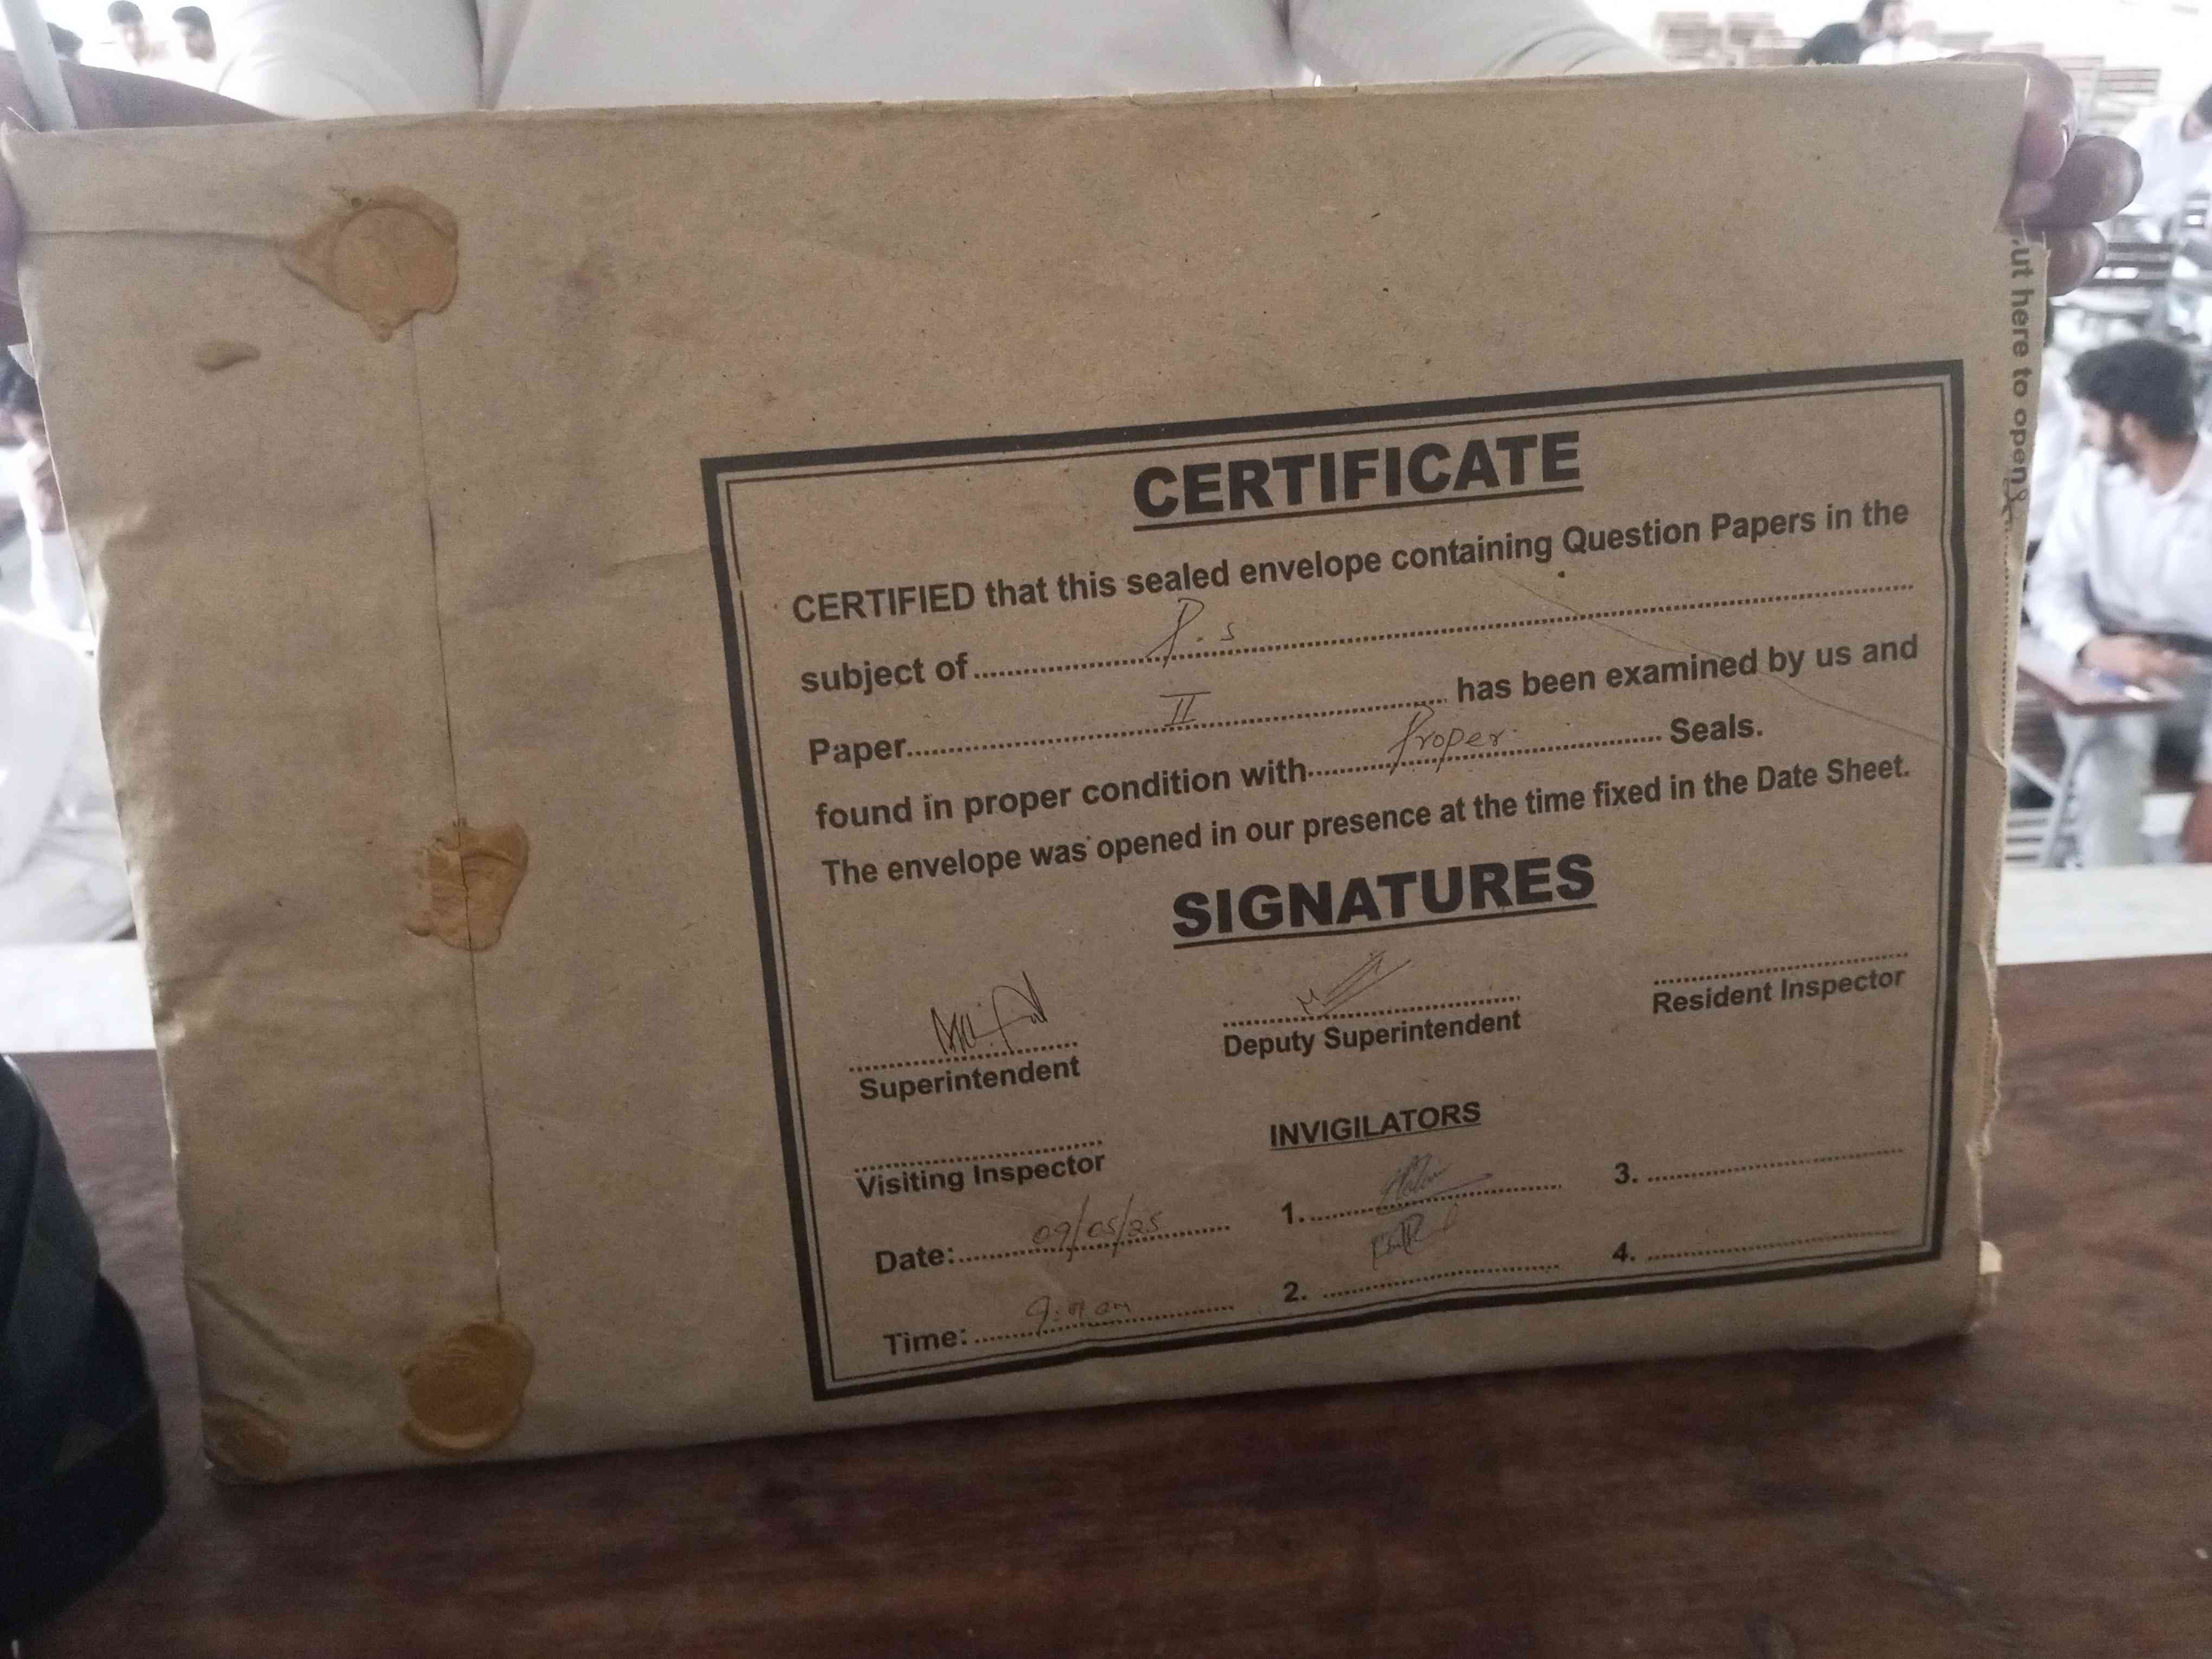 CERTIFICATE
CERTIFIED that this sealed envelope containing Question Papers in the
subject of P.s
Paper II has been examined by us and
found in proper condition with Proper Seals.
The envelope was opened in our presence at the time fixed in the Date Sheet.
SIGNATURES
Superintendent
Deputy Superintendent
Resident Inspector
Visiting Inspector
INVIGILATORS
1.
3.
Date: 09/05/25
2.
4.
Time:
ut here to open